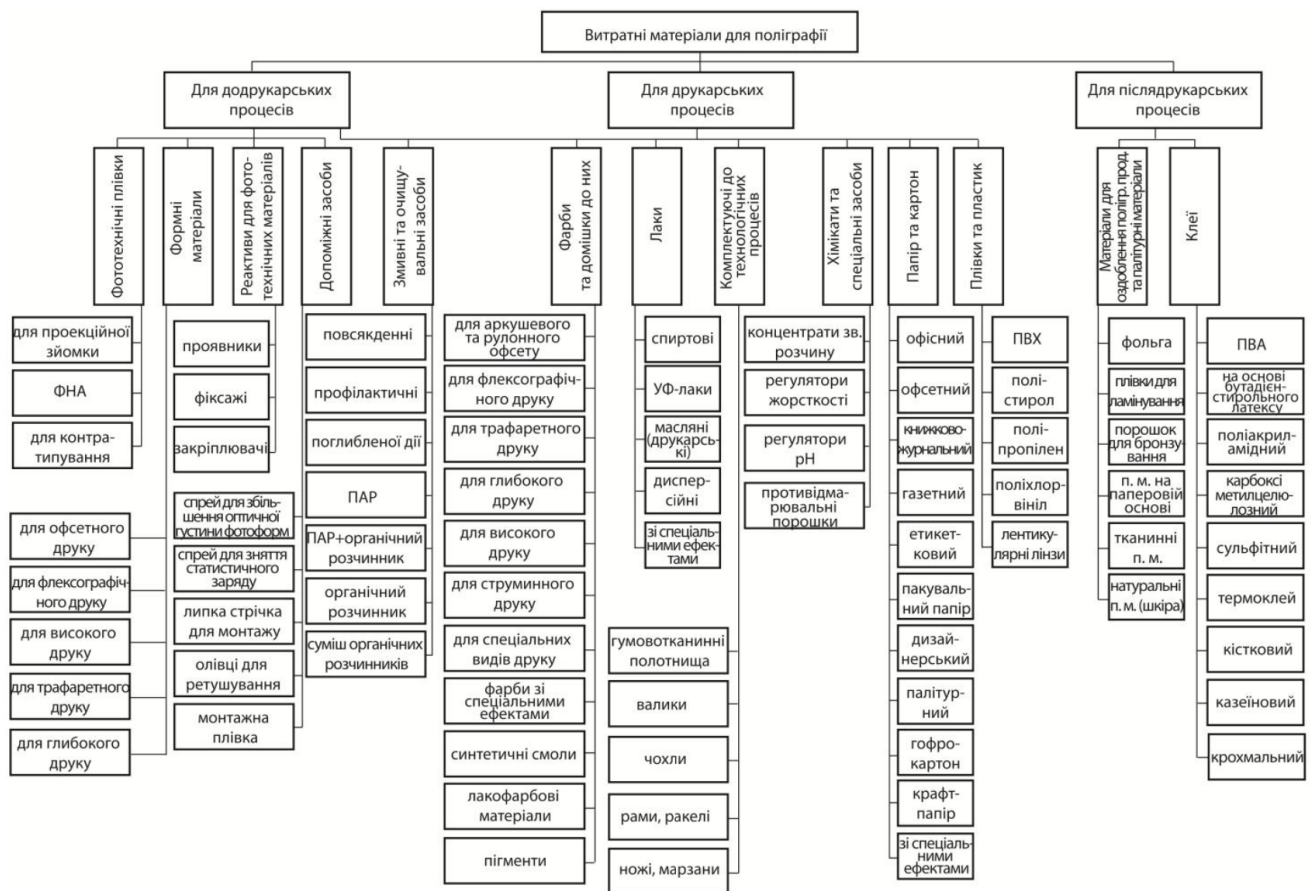 Витратні матеріали для поліграфії
Для додрукарських
процесів
Для друкарських
процесів
Для післядрукарських
процесів
Фототехнічні плівки
Формні
матеріали
Реактиви для фото-
технічних матеріалів
Допоміжні засоби
Змивні та очищу-
вальні засоби
Фарби
та домішки до них
Лаки
Комплектуючі до
технологічних
процесів
Хімікати та
спеціальні засоби
Папір та картон
Плівки та пластик
Матеріали для
оздоблення полігр. прод.
та палітурні матеріали
Клеї
для проекційної
зйомки
ФНА
для контра-
типування
для офсетного
друку
для флексографіч-
ного друку
для високого
друку
для трафаретного
друку
для глибокого
друку
проявники
фіксажі
закріплювачі
спрей для збіль-
шення оптичної
густини фотоформ
спрей для зняття
статистичного
заряду
липка стрічка
для монтажу
олівці для
ретушування
монтажна
плівка
повсякденні
профілактичні
поглибленої дії
ПАР
ПАР+органічний
розчинник
органічний
розчинник
суміш органічних
розчинників
для аркушевого
та рулонного
офсету
для флексографіч-
ного друку
для трафаретного
друку
для глибокого
друку
для високого
друку
для струминного
друку
для спеціальних
видів друку
фарби зі
спеціальними
ефектами
синтетичні смоли
лакофарбові
матеріали
пігменти
спиртові
УФ-лаки
масляні
(друкарсь-
кі)
диспер-
сійні
зі спеціаль-
ними ефек-
тами
гумовотканинні
полотнища
валики
чохли
рами, ракелі
ножі, марзани
концентрати зв.
розчину
регулятори
жорсткості
регулятори
рН
противідма-
рювальні
порошки
офісний
офсетний
книжково-
журнальний
газетний
етикет-
ковий
пакуваль-
ний папір
дизай-
нерський
палітур-
ний
гофро-
картон
крафт-
папір
зі спеціаль-
ними
ефектами
ПВХ
полі-
стирол
полі-
пропілен
поліхлор-
вініл
лентику-
лярні лінзи
фольга
плівки для
ламінування
порошок
для бронзу-
вання
п. м. на
паперовій
основі
тканинні
п. м.
натуральні
п. м. (шкіра)
ПВА
на основі
бутадієн-
стирольного
латексу
поліакрил-
амідний
карбоксі
метилцелю-
лозний
сульфітний
термоклей
кістковий
казеїновий
крохмальний